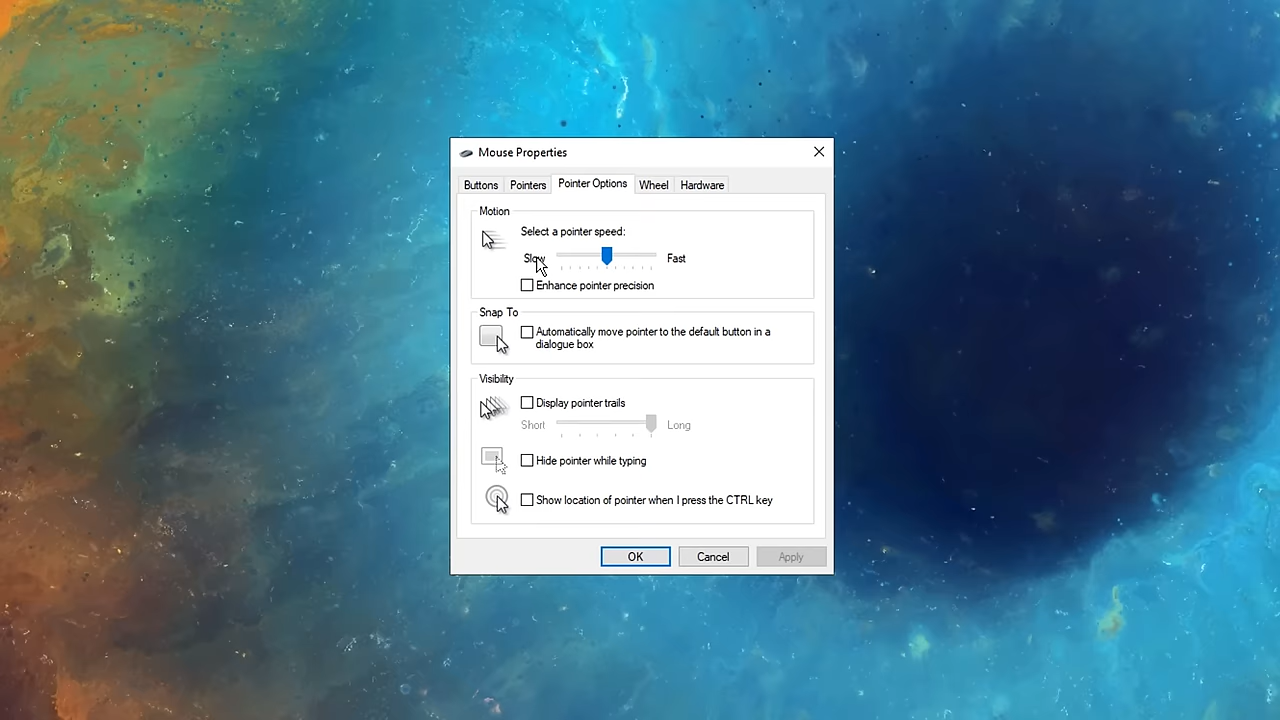 Mouse Properties
Buttons Pointers Pointer Options Wheel Hardware
Motion
Select a pointer speed:
Slow Fast
Enhance pointer precision
Snap To
Automatically move pointer to the default button in a
dialogue box
Visibility
Display pointer trails
Short Long
Hide pointer while typing
Show location of pointer when I press the CTRL key
OK Cancel Apply